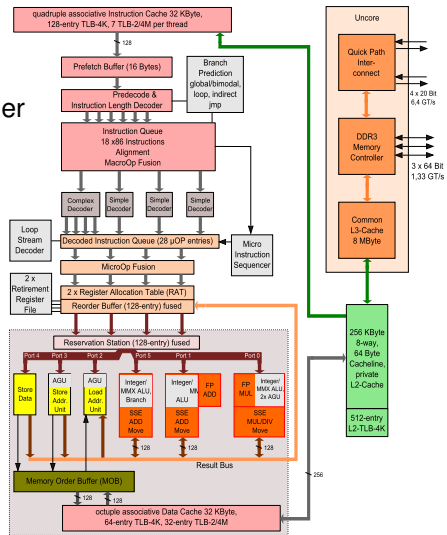 quadruple associative Instruction Cache 32 KByte,
128-entry TLB-4K, 7 TLB-2/4M per thread
128
Prefetch Buffer (16 Bytes)
Predecode &
Instruction Length Decoder
Branch
Prediction
global/bimodal,
loop, indirect
jmp
er
Instruction Queue
18 x86 Instructions
Alignment
MacroOp Fusion
Complex
Decoder
Simple
Decoder
Simple
Decoder
Simple
Decoder
Loop
Stream
Decoder
Decoded Instruction Queue (28 µOP entries)
Micro
Instruction
Sequencer
MicroOp Fusion
2 x
Retirement
Register
File
2 x Register Allocation Table (RAT)
Reorder Buffer (128-entry) fused
Reservation Station (128-entry) fused
Port 4
Port 3
Port 2
Port 5
Port 1
Port 0
Store
Data
AGU
Store
Addr.
Unit
AGU
Load
Addr.
Unit
Integer/
MMX ALU,
Branch
SSE
ADD
Move
Integer/
MMX
ALU
FP
ADD
SSE
ADD
Move
FP
MUL
Integer/
MMX ALU,
2x AGU
SSE
MUL/DIV
Move
128
128
128
Result Bus
Memory Order Buffer (MOB)
128
128
256
octuple associative Data Cache 32 KByte,
64-entry TLB-4K, 32-entry TLB-2/4M
Uncore
Quick Path
Inter-
connect
4 x 20 Bit
6,4 GT/s
DDR3
Memory
Controller
3 x 64 Bit
1,33 GT/s
Common
L3-Cache
8 MByte
256 KByte
8-way,
64 Byte
Cacheline,
private
L2-Cache
512-entry
L2-TLB-4K